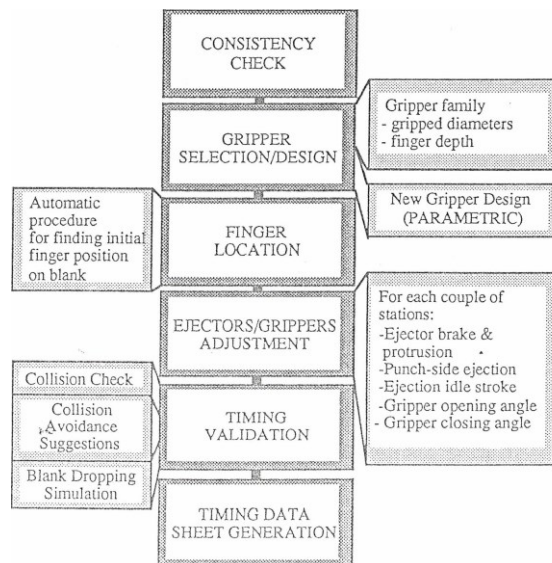 CONSISTENCY
CHECK
GRIPPER
SELECTION/DESIGN
Gripper family
- gripped diameters
- finger depth
New Gripper Design
(PARAMETRIC)
Automatic
procedure
for finding initial
finger position
on blank
FINGER
LOCATION
EJECTORS/GRIPPERS
ADJUSTMENT
For each couple of
stations:
-Ejector brake &
protrusion
-Punch-side ejection
-Ejection idle stroke
-Gripper opening angle
- Gripper closing angle
Collision Check
Collision
Avoidance
Suggestions
Blank Dropping
Simulation
TIMING
VALIDATION
TIMING DATA
SHEET GENERATION